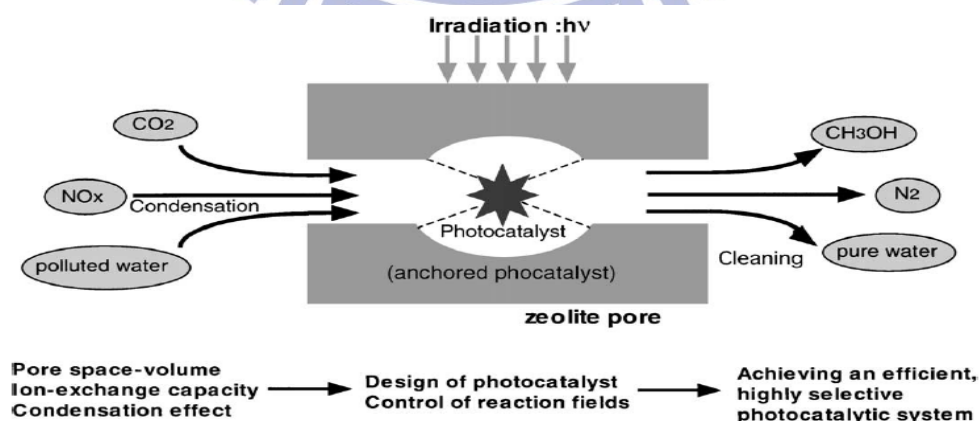 Irradiation :hν
CO2
NOx
Condensation
polluted water
Photocatalyst
(anchored phocatalyst)
zeolite pore
CH3OH
N2
Cleaning
pure water
Pore space-volume
Ion-exchange capacity
Condensation effect
Design of photocatalyst
Control of reaction fields
Achieving an efficient,
highly selective
photocatalytic system